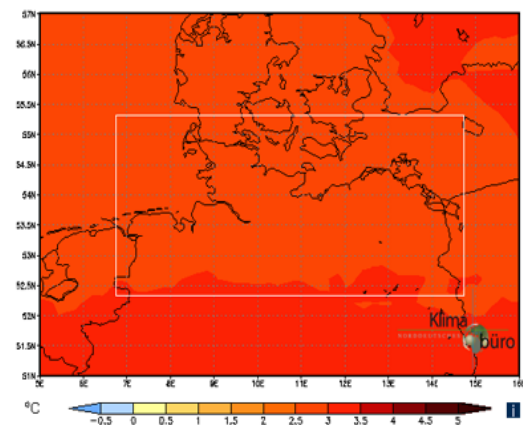 57N
56.5N
56N
55.5N
55N
54.5N
54N
53.5N
53N
52.5N
52N
51.5N
51N
5E 6E 7E 8E 9E 10E 11E 12E 13E 14E 15E 16E
Klima
NORDDEUTSCHES
büro
°C
-0.5 0 0.5 1 1.5 2 2.5 3 3.5 4 4.5 5
i